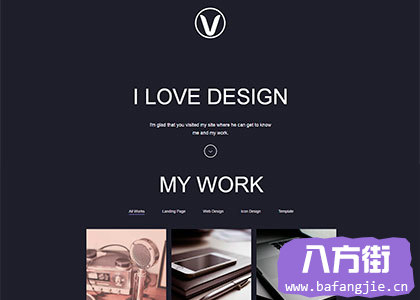 V
I LOVE DESIGN
I'm glad that you visited my site where he can get to know
me and my work.
MY WORK
All Works Landing Page Web Design Icon Design Template
八方街
www.bafangjie.cn